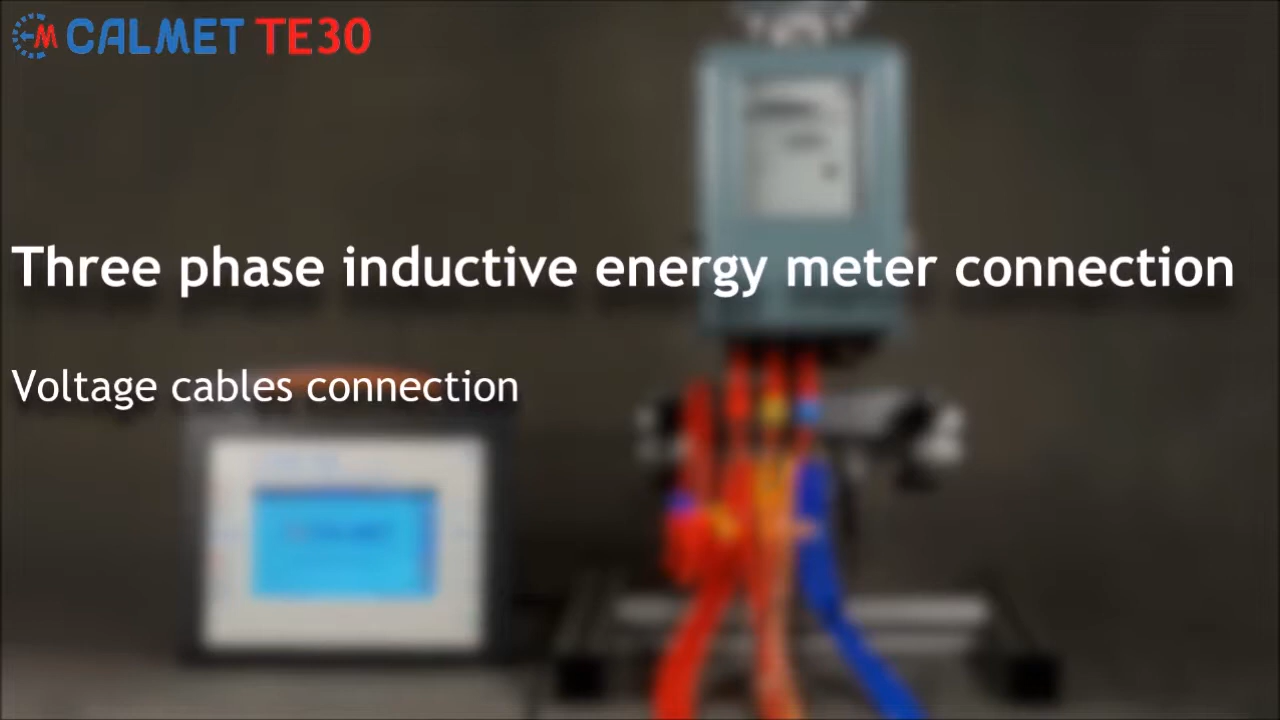 CALMET TE30
Three phase inductive energy meter connection
Voltage cables connection